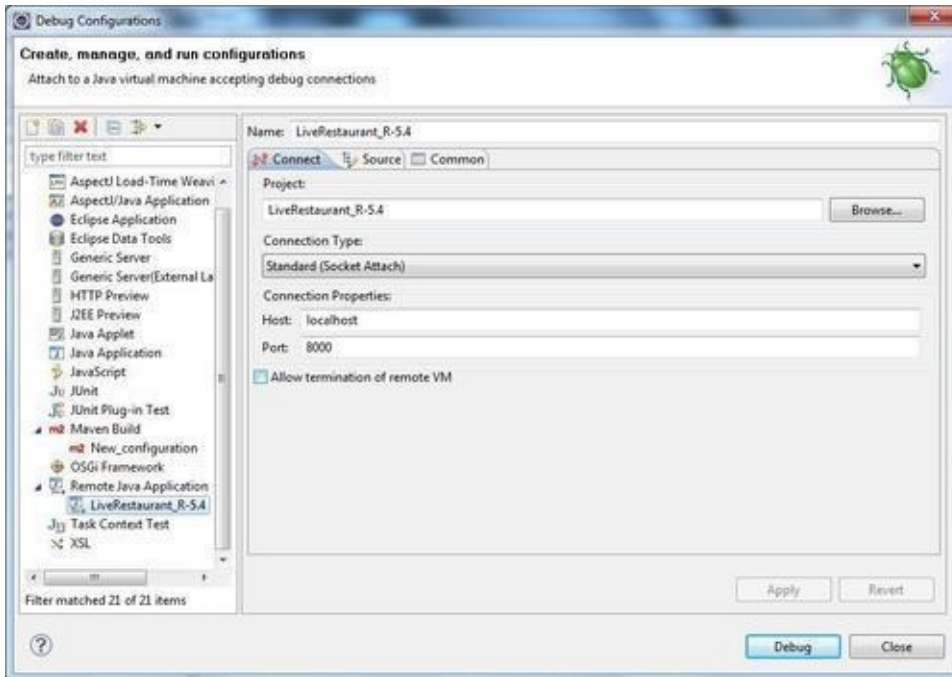 Debug Configurations
Create, manage, and run configurations
Attach to a Java virtual machine accepting debug connections
type filter text
AspectJ Load-Time Weavi
AspectJ/Java Application
Eclipse Application
Eclipse Data Tools
Generic Server
Generic Server(External La
HTTP Preview
J2EE Preview
Java Applet
Java Application
JavaScript
Ju JUnit
JUnit Plug-in Test
m2 Maven Build
m2 New_configuration
OSGi Framework
Remote Java Application
LiveRestaurant_R-5.4
Task Context Test
XSL
Filter matched 21 of 21 items
Name: LiveRestaurant_R-5.4
Connect Source Common
Project:
LiveRestaurant_R-5.4 Browse...
Connection Type:
Standard (Socket Attach)
Connection Properties:
Host: localhost
Port: 8000
Allow termination of remote VM
Apply Revert
? Debug Close